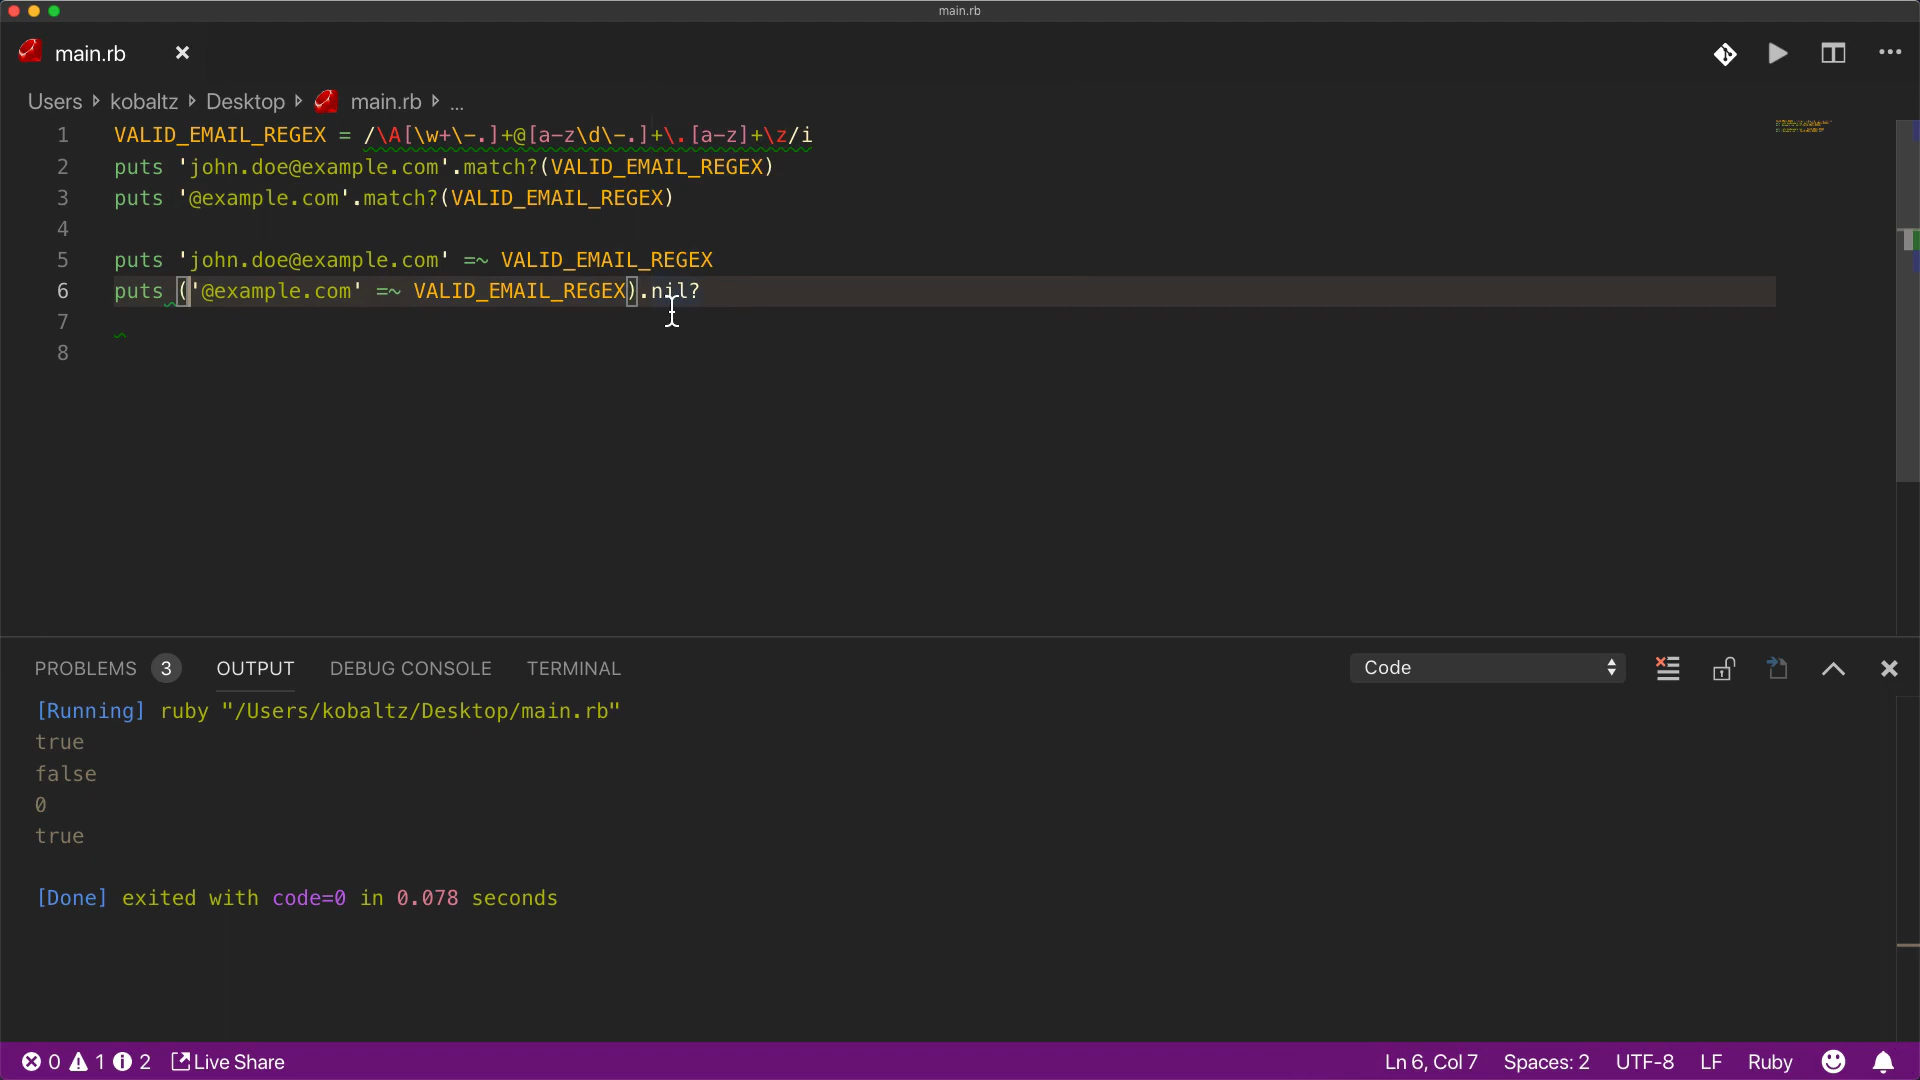 main.rb
main.rb
Users kobaltz Desktop main.rb ...
1 VALID_EMAIL_REGEX = /\A[\w+\-.]+@[a-z\d\-.]+\.[a-z]+\z/i
2 puts 'john.doe@example.com'.match?(VALID_EMAIL_REGEX)
3 puts '@example.com'.match?(VALID_EMAIL_REGEX)
4
5 puts 'john.doe@example.com' =~ VALID_EMAIL_REGEX
6 puts ('@example.com' =~ VALID_EMAIL_REGEX).nil?
7
8
PROBLEMS 3 OUTPUT DEBUG CONSOLE TERMINAL Code
[Running] ruby "/Users/kobaltz/Desktop/main.rb"
true
false
0
true
[Done] exited with code=0 in 0.078 seconds
0 1 2 Live Share Ln 6, Col 7 Spaces: 2 UTF-8 LF Ruby